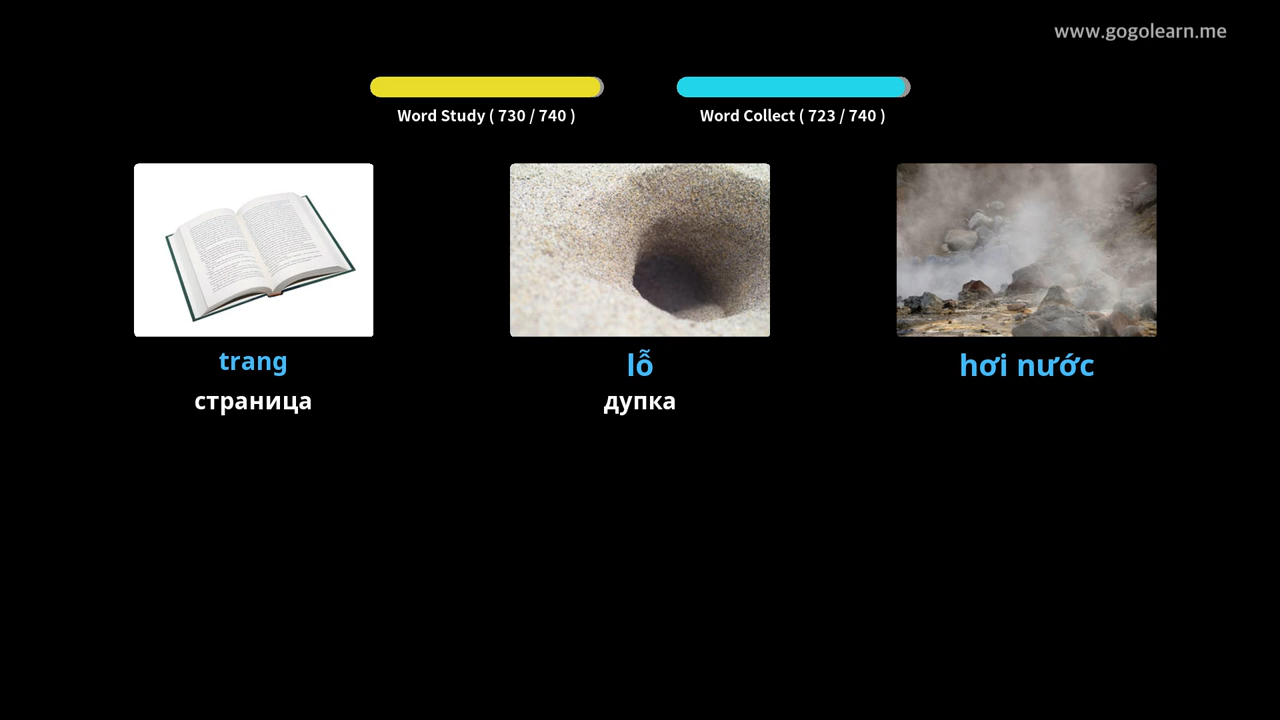 www.gogolearn.me
Word Study ( 730 / 740 )
Word Collect ( 723 / 740 )
trang
страница
lỗ
дупка
hơi nước